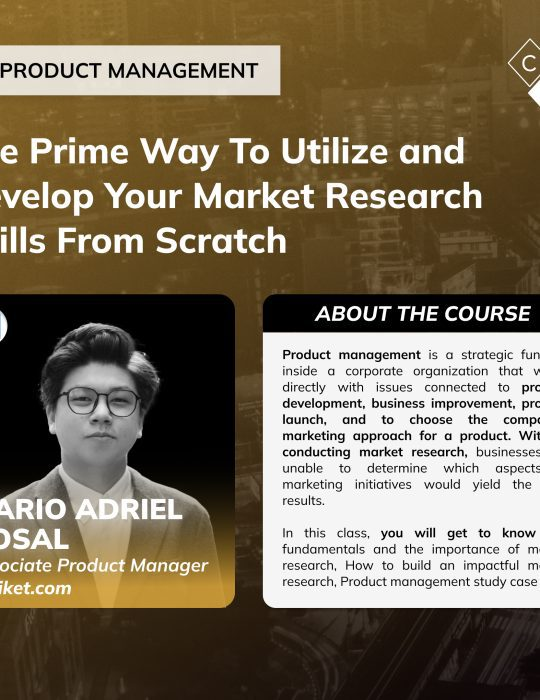 PRODUCT MANAGEMENT
C
e Prime Way To Utilize and
evelop Your Market Research
ills From Scratch
ABOUT THE COURSE
Product management is a strategic fun
inside a corporate organization that w
directly with issues connected to pro
development, business improvement, pro
launch, and to choose the compa
marketing approach for a product. Wit
conducting market research, businesses
unable to determine which aspects
marketing initiatives would yield the
results.
In this class, you will get to know
fundamentals and the importance of m
research, How to build an impactful m
research, Product management study case
ARIO ADRIEL
OSAL
ociate Product Manager
iket.com